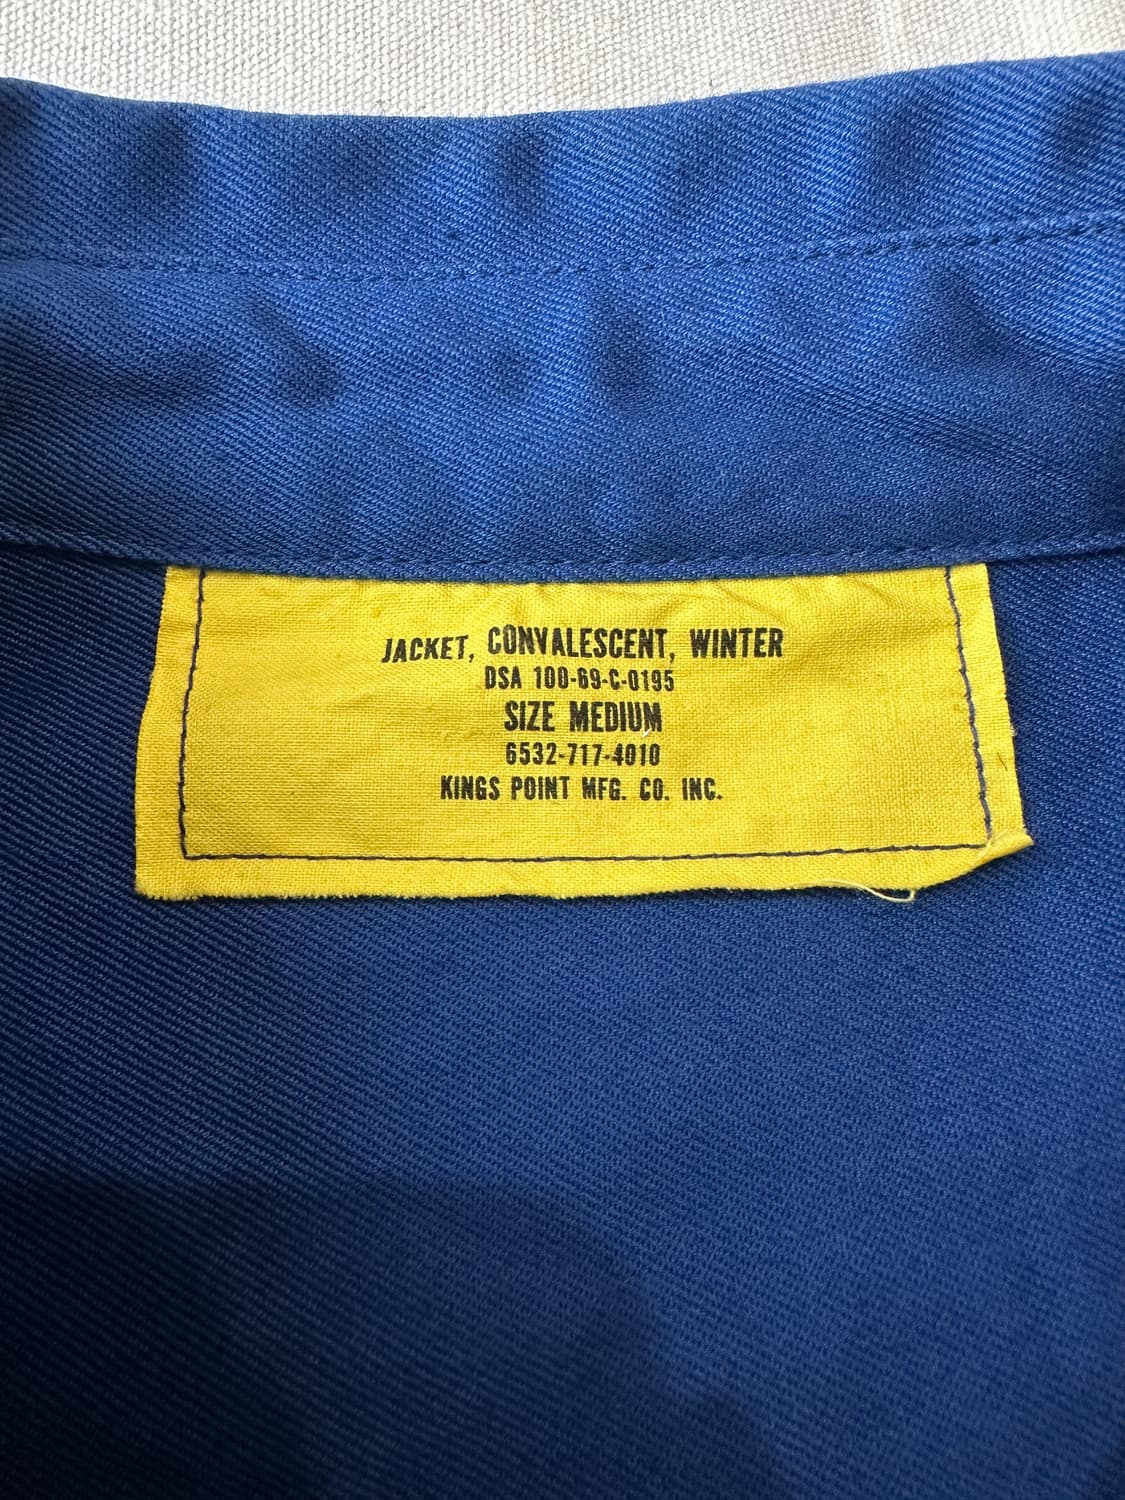 JACKET, CONVALESCENT, WINTER
DSA 100-69-C-0195
SIZE MEDIUM
6532-717-4010
KINGS POINT MFG. CO. INC.